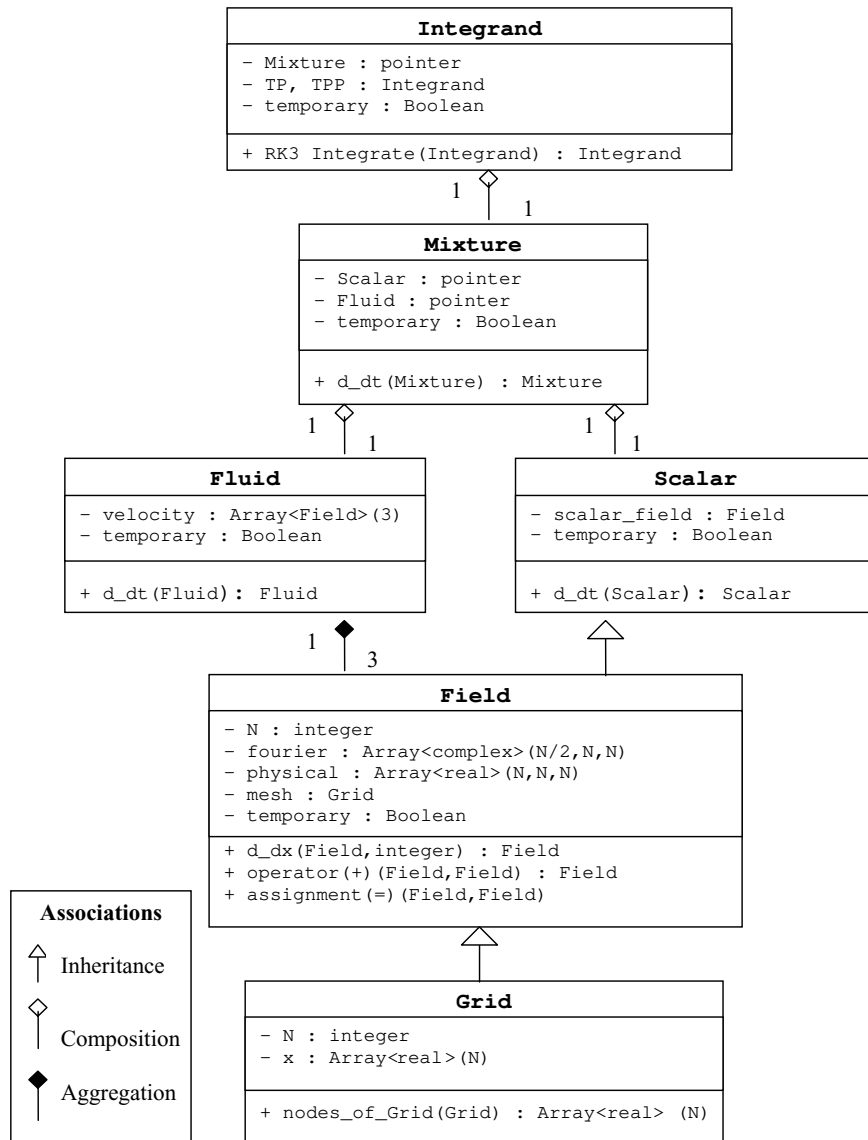 Integrand
- Mixture : pointer
- TP, TPP : Integrand
- temporary : Boolean
+ RK3 Integrate(Integrand) : Integrand
1
1
Mixture
- Scalar : pointer
- Fluid : pointer
- temporary : Boolean
+ d_dt(Mixture) : Mixture
1
1
1
1
Fluid
- velocity : Array<Field>(3)
- temporary : Boolean
+ d_dt(Fluid): Fluid
Scalar
- scalar_field : Field
- temporary : Boolean
+ d_dt(Scalar): Scalar
1
3
Field
- N : integer
- fourier : Array<complex>(N/2,N,N)
- physical : Array<real>(N,N,N)
- mesh : Grid
- temporary : Boolean
+ d_dx(Field,integer) : Field
+ operator(+)(Field,Field) : Field
+ assignment(=)(Field,Field)
Associations
Inheritance
Composition
Aggregation
Grid
- N : integer
- x : Array<real>(N)
+ nodes_of_Grid(Grid) : Array<real> (N)